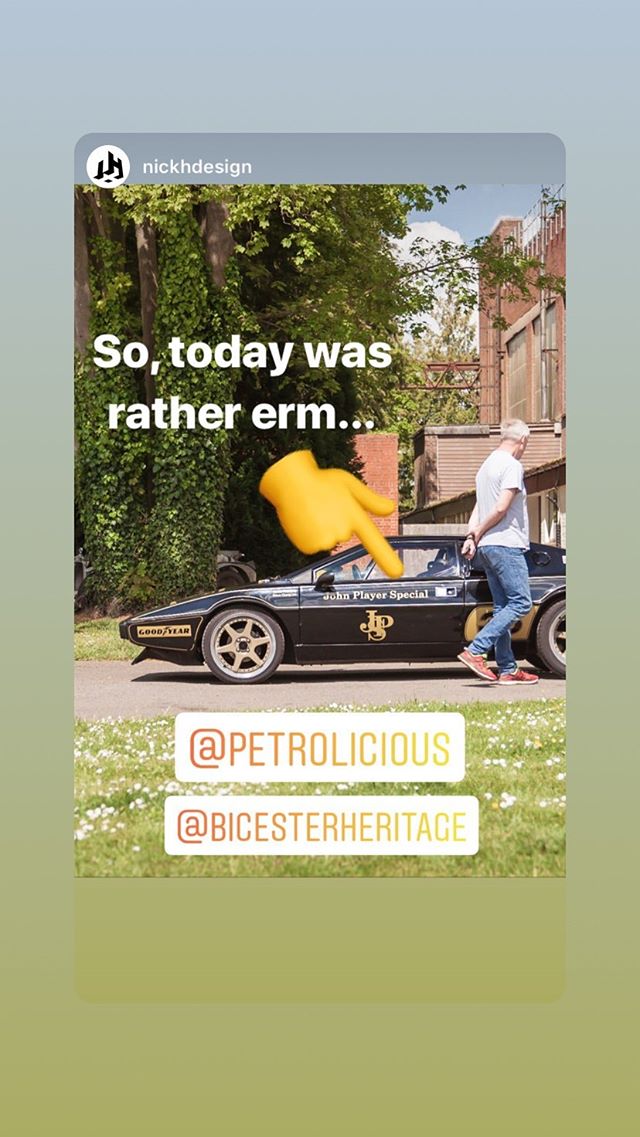 nickhdesign
So, today was
rather erm...
John Player Special
JPS
GOODYEAR
@PETROLICIOUS
@BICESTERHERITAGE